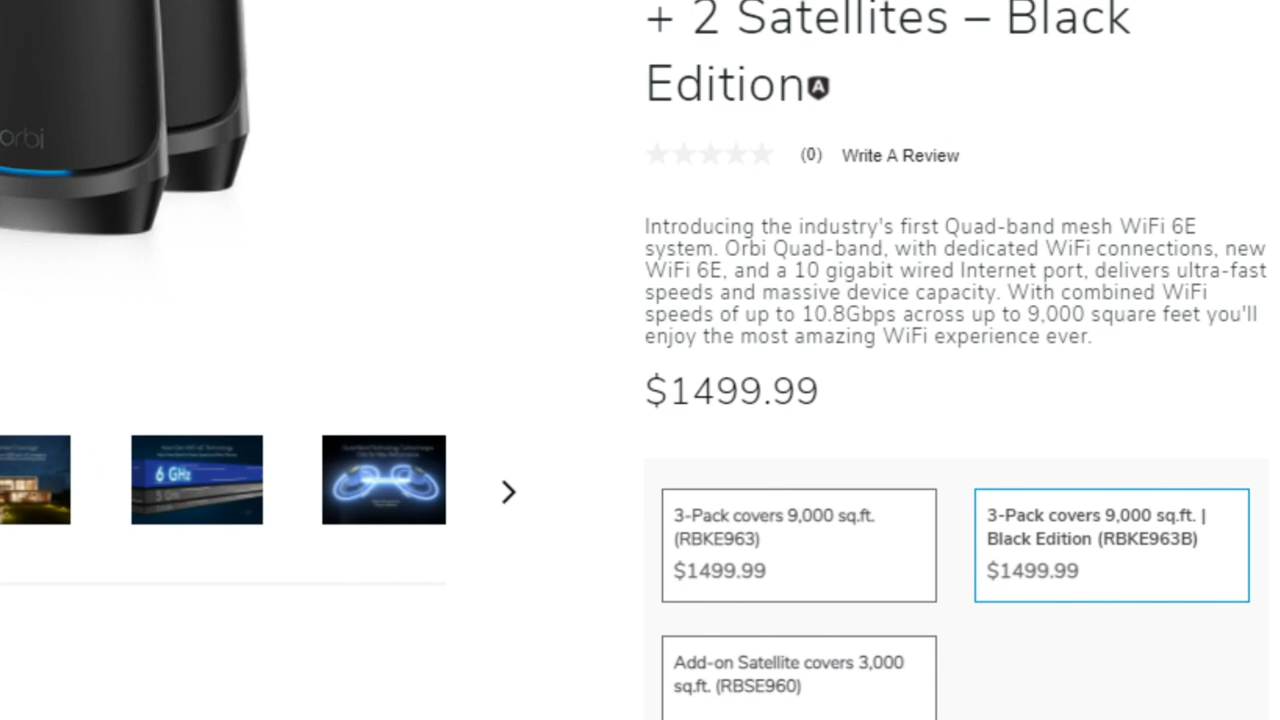 + 2 Satellites – Black
Edition
(0) Write A Review
Introducing the industry's first Quad-band mesh WiFi 6E
system. Orbi Quad-band, with dedicated WiFi connections, new
WiFi 6E, and a 10 gigabit wired Internet port, delivers ultra-fast
speeds and massive device capacity. With combined WiFi
speeds of up to 10.8Gbps across up to 9,000 square feet you'll
enjoy the most amazing WiFi experience ever.
$1499.99
3-Pack covers 9,000 sq.ft.
(RBKE963)
$1499.99
3-Pack covers 9,000 sq.ft. |
Black Edition (RBKE963B)
$1499.99
Add-on Satellite covers 3,000
sq.ft. (RBSE960)
orbi
6 GHz
5 GHz